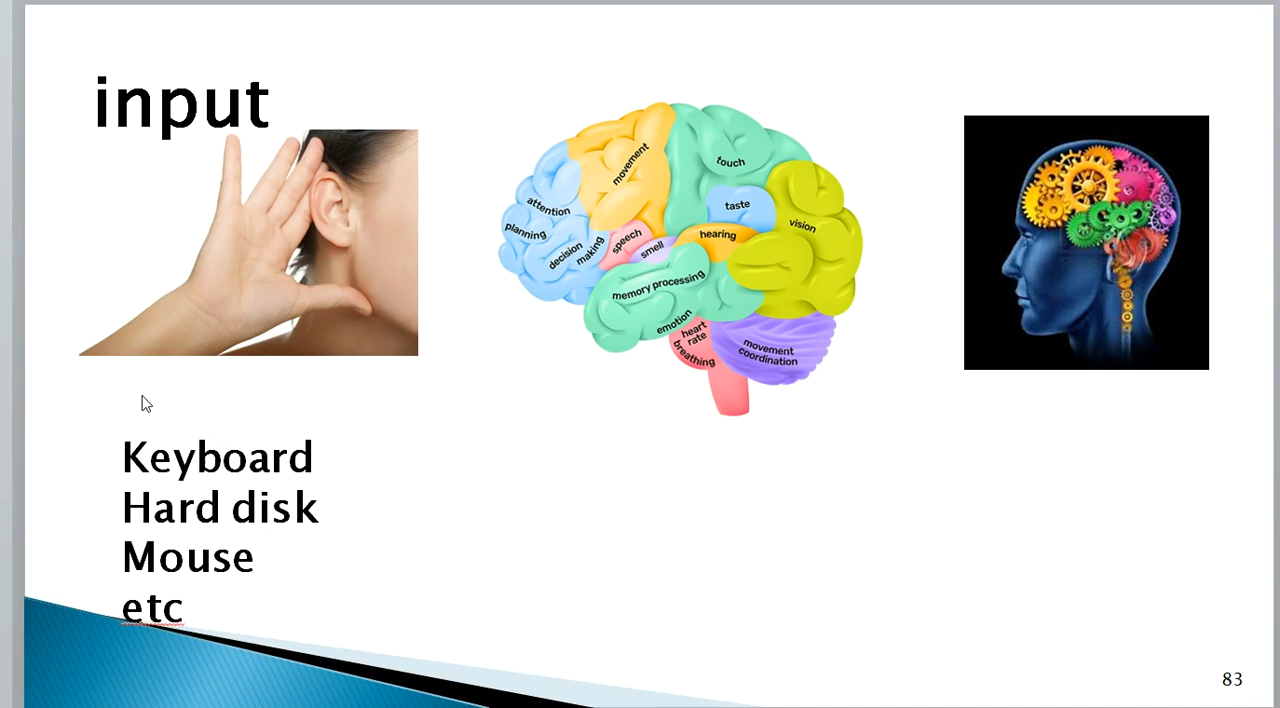 input
movement
touch
attention
taste
planning
decision
making
speech
smell
hearing
vision
memory processing
emotion
heart
rate
breathing
movement
coordination
Keyboard
Hard disk
Mouse
etc
83